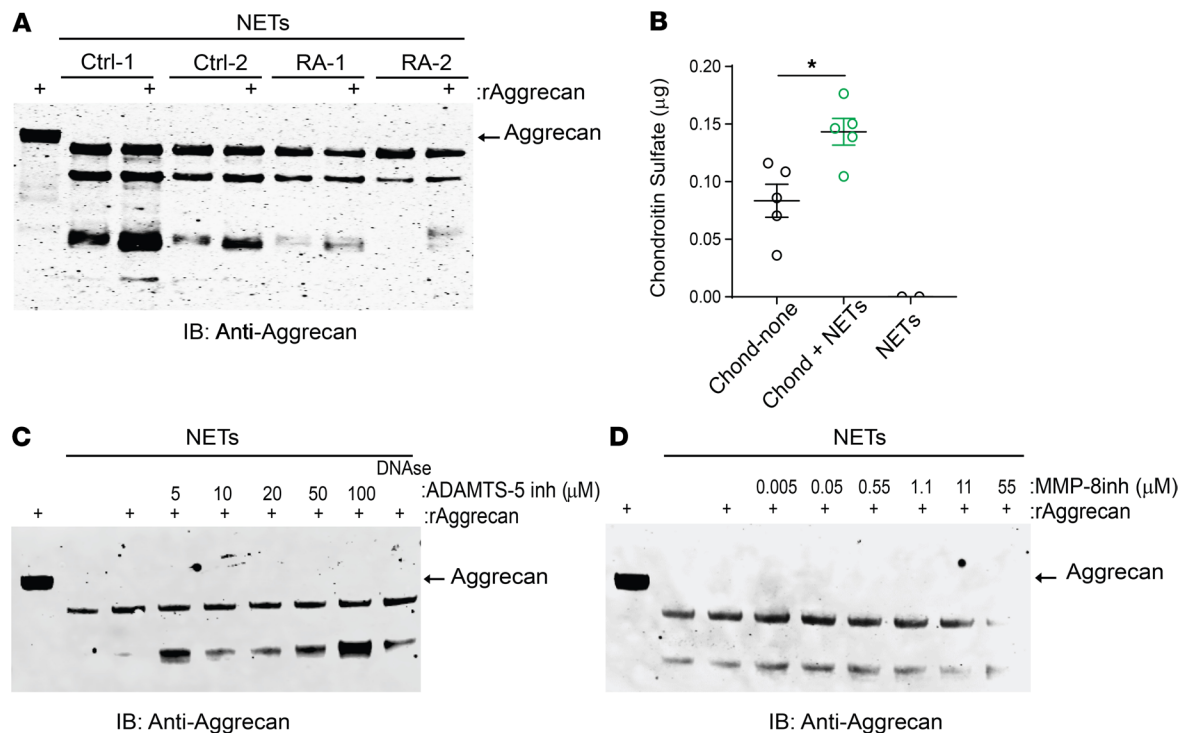 A
NETs
Ctrl-1 Ctrl-2 RA-1 RA-2
+ + + + + :rAggrecan
← Aggrecan
IB: Anti-Aggrecan
B
Chondroitin Sulfate (μg)
0.20
0.15
0.10
0.05
0.00
*
Chond-none
Chond + NETs
NETs
C
NETs
DNAse
5 10 20 50 100 :ADAMTS-5 inh (μM)
+ + + + + + + + :rAggrecan
← Aggrecan
IB: Anti-Aggrecan
D
NETs
0.005 0.05 0.55 1.1 11 55 :MMP-8inh (μM)
+ + + + + + + + :rAggrecan
← Aggrecan
IB: Anti-Aggrecan